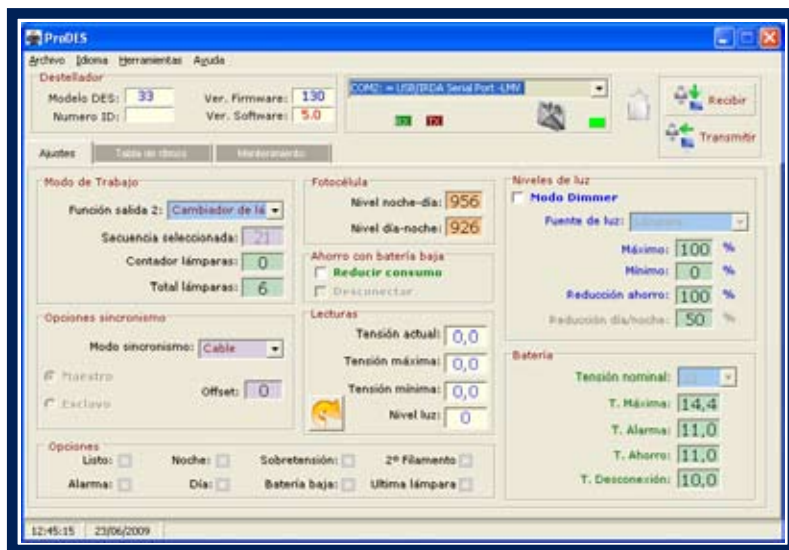 ProDES
Archivo Idioma Herramientas Ayuda
Destellador
Modelo DES: 33 Ver. Firmware: 130
Numero ID: Ver. Software: 5.0
COM2: = USB/IRDA Serial Port -LMV
RX TX
Recibir
Transmitir
Ajustes Tabla de ritmos Mantenimiento
Modo de Trabajo
Función salida 2: Cambiador de lá
Secuencia seleccionada: 21
Contador lámparas: 0
Total lámparas: 6
Opciones sincronismo
Modo sincronismo: Cable
Maestro
Esclavo
Offset: 0
Fotocélula
Nivel noche-día: 956
Nivel día-noche: 926
Ahorro con batería baja
Reducir consumo
Desconectar
Lecturas
Tensión actual: 0,0
Tensión máxima: 0,0
Tensión mínima: 0,0
Nivel luz: 0
Niveles de luz
Modo Dimmer
Fuente de luz: Lámpara
Máximo: 100 %
Mínimo: 0 %
Reducción ahorro: 100 %
Reducción día/noche: 50 %
Batería
Tensión nominal:
T. Máxima: 14,4
T. Alarma: 11,0
T. Ahorro: 11,0
T. Desconexión: 10,0
Opciones
Listo: Noche: Sobretensión: 2º Filamento
Alarma: Día: Batería baja: Ultima lámpara
12:45:15 23/06/2009